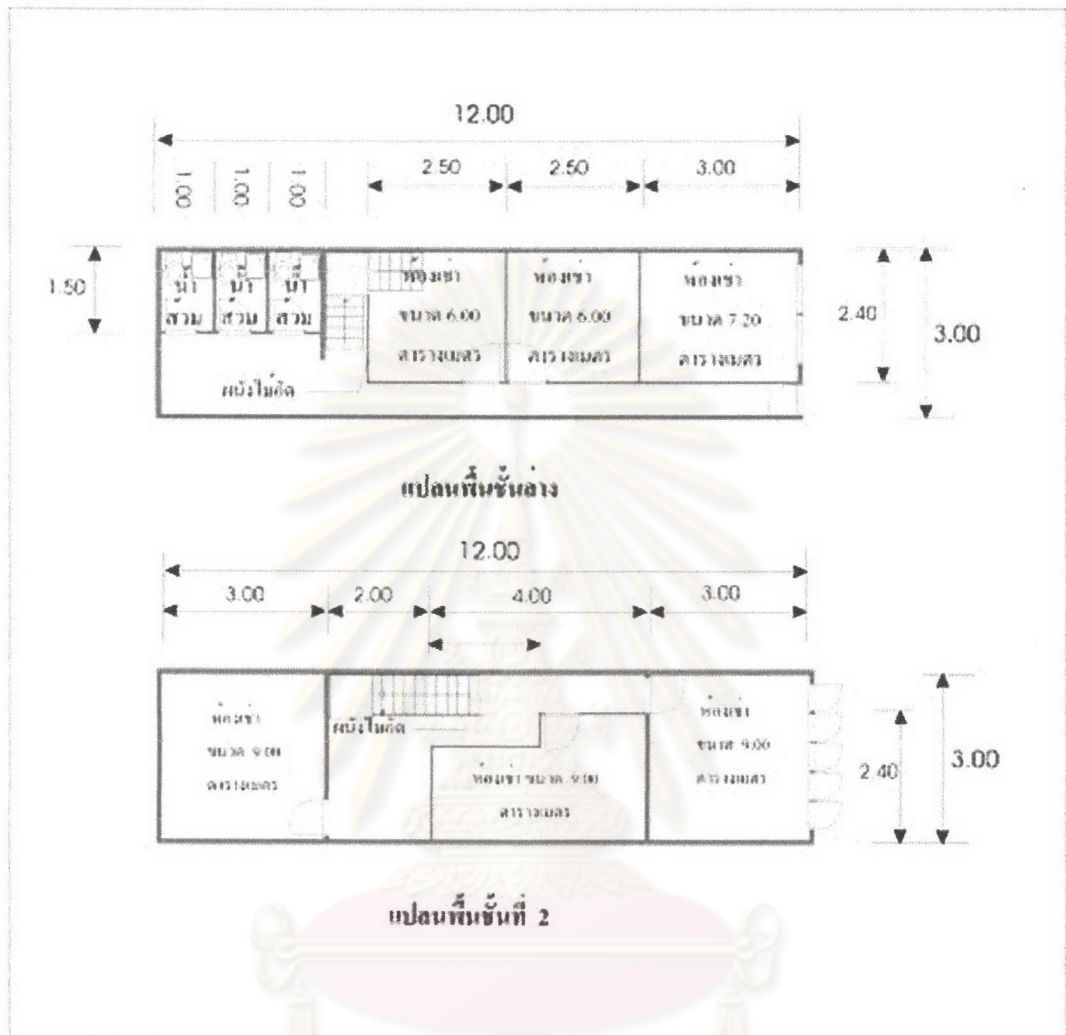 12.00
2.50 2.50 3.00
1.00 1.00 1.00
1.50
น้ำ น้ำ น้ำ
ส้วม ส้วม ส้วม
ห้องเช่า
ขนาด 6.00
ตารางเมตร
ห้องเช่า
ขนาด 6.00
ตารางเมตร
ห้องเช่า
ขนาด 7.20
ตารางเมตร
2.40
3.00
ผนังไม้อัด
แปลนพื้นชั้นล่าง
12.00
3.00 2.00 4.00 3.00
ห้องเช่า
ขนาด 9.00
ตารางเมตร
ผนังไม้อัด
ห้องเช่า ขนาด 9.00
ตารางเมตร
ห้องเช่า
ขนาด 9.00
ตารางเมตร
2.40
3.00
แปลนพื้นชั้นที่ 2